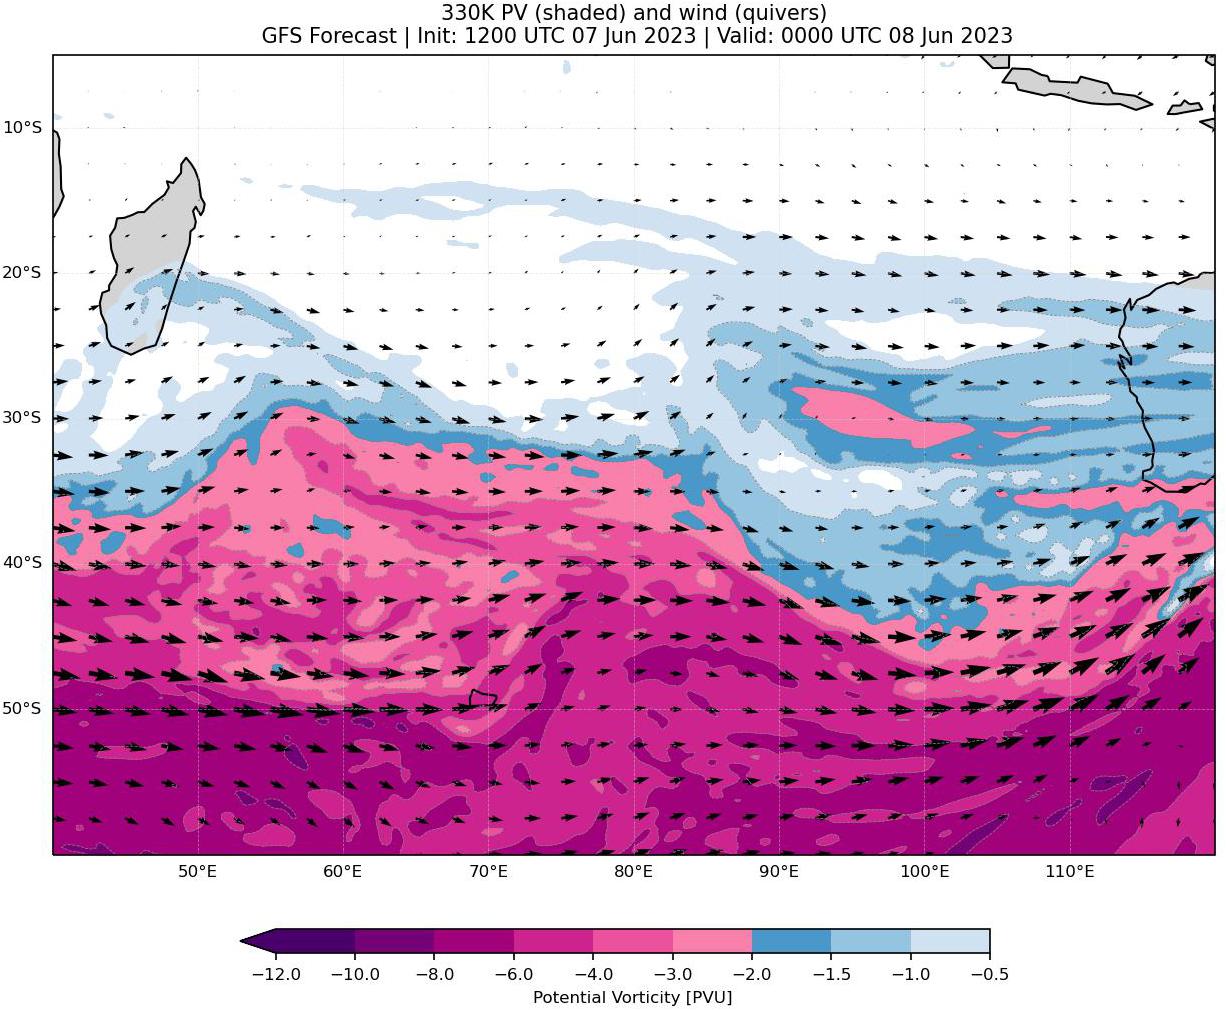 330K PV (shaded) and wind (quivers)
GFS Forecast | Init: 1200 UTC 07 Jun 2023 | Valid: 0000 UTC 08 Jun 2023
10°S
20°S
30°S
40°S
50°S
50°E 60°E 70°E 80°E 90°E 100°E 110°E
−12.0 −10.0 −8.0 −6.0 −4.0 −3.0 −2.0 −1.5 −1.0 −0.5
Potential Vorticity [PVU]